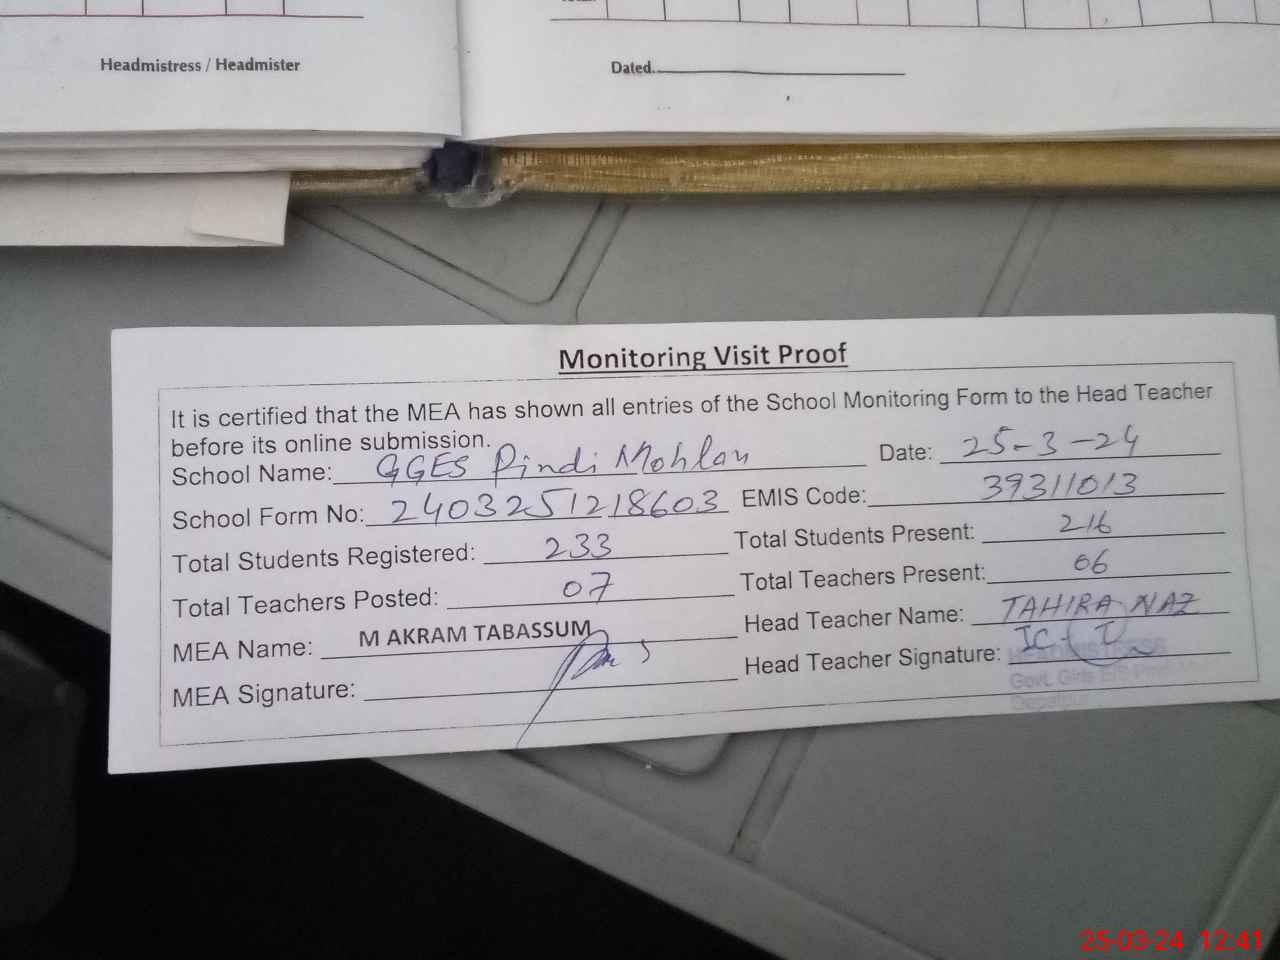 Headmistress / Headmister
Dated.
Monitoring Visit Proof
It is certified that the MEA has shown all entries of the School Monitoring Form to the Head Teacher
before its online submission.
School Name: GGES Pindi Mohlan Date: 25-3-24
School Form No: 2403251218603 EMIS Code: 39311013
Total Students Registered: 233 Total Students Present: 216
Total Teachers Posted: 07 Total Teachers Present: 06
MEA Name: M AKRAM TABASSUM Head Teacher Name: TAHIRA NAZ
MEA Signature: Head Teacher Signature:
HEADMISTRESS
Govt. Girls E/S
25-03-24 12:41